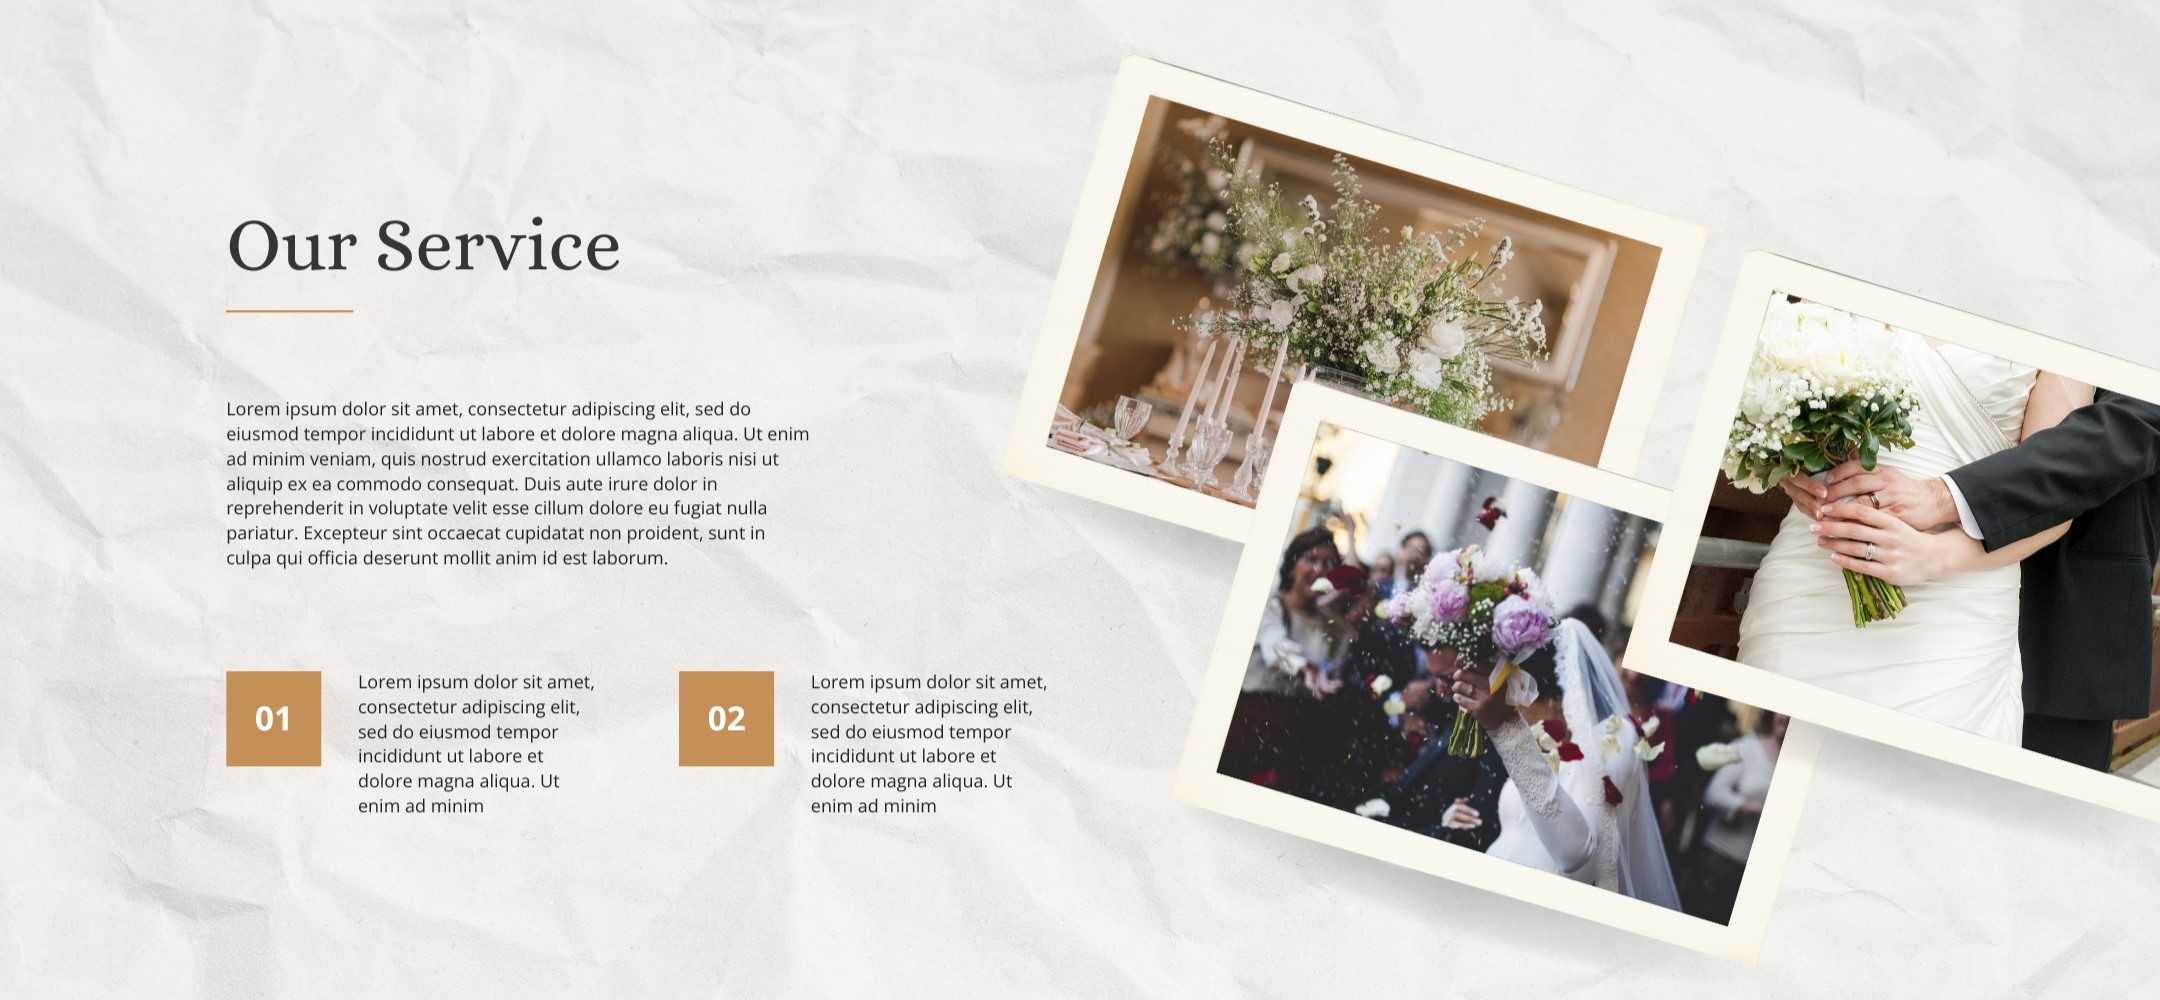 Our Service
Lorem ipsum dolor sit amet, consectetur adipiscing elit, sed do
eiusmod tempor incididunt ut labore et dolore magna aliqua. Ut enim
ad minim veniam, quis nostrud exercitation ullamco laboris nisi ut
aliquip ex ea commodo consequat. Duis aute irure dolor in
reprehenderit in voluptate velit esse cillum dolore eu fugiat nulla
pariatur. Excepteur sint occaecat cupidatat non proident, sunt in
culpa qui officia deserunt mollit anim id est laborum.
01
Lorem ipsum dolor sit amet,
consectetur adipiscing elit,
sed do eiusmod tempor
incididunt ut labore et
dolore magna aliqua. Ut
enim ad minim
02
Lorem ipsum dolor sit amet,
consectetur adipiscing elit,
sed do eiusmod tempor
incididunt ut labore et
dolore magna aliqua. Ut
enim ad minim